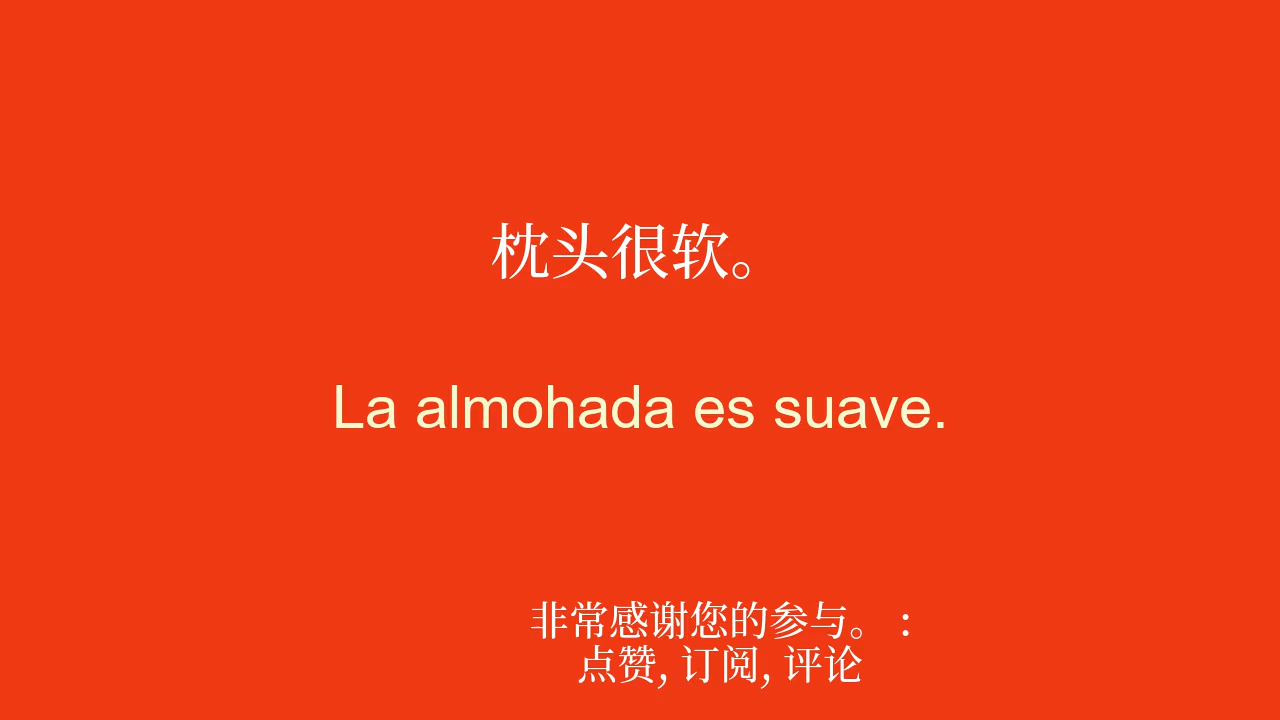 枕头很软。
La almohada es suave.
非常感谢您的参与。 :
点赞, 订阅, 评论